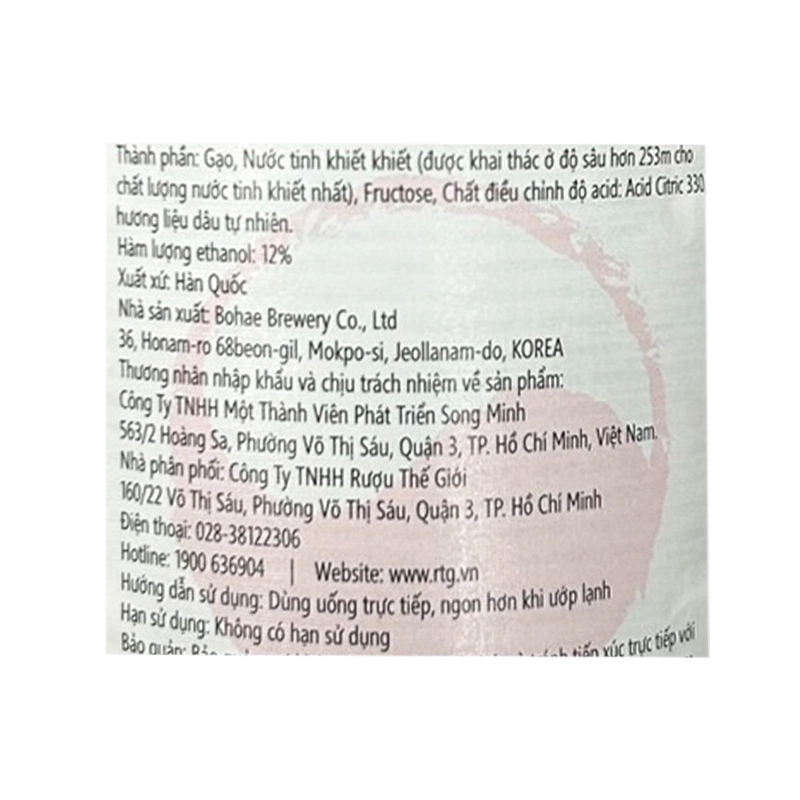 Thành phần: Gạo, Nước tinh khiết khiết (được khai thác ở độ sâu hơn 253m cho
chất lượng nước tinh khiết nhất), Fructose, Chất điều chỉnh độ acid: Acid Citric 330
hương liệu dâu tự nhiên.
Hàm lượng ethanol: 12%
Xuất xứ: Hàn Quốc
Nhà sản xuất: Bohae Brewery Co., Ltd
36, Honam-ro 68beon-gil, Mokpo-si, Jeollanam-do, KOREA
Thương nhân nhập khẩu và chịu trách nhiệm về sản phẩm:
Công Ty TNHH Một Thành Viên Phát Triển Song Minh
563/2 Hoàng Sa, Phường Võ Thị Sáu, Quận 3, TP. Hồ Chí Minh, Việt Nam.
Nhà phân phối: Công Ty TNHH Rượu Thế Giới
160/22 Võ Thị Sáu, Phường Võ Thị Sáu, Quận 3, TP. Hồ Chí Minh
Điện thoại: 028-38122306
Hotline: 1900 636904 | Website: www.rtg.vn
Hướng dẫn sử dụng: Dùng uống trực tiếp, ngon hơn khi ướp lạnh
Hạn sử dụng: Không có hạn sử dụng
Bảo quản: tiếp xúc trực tiếp với